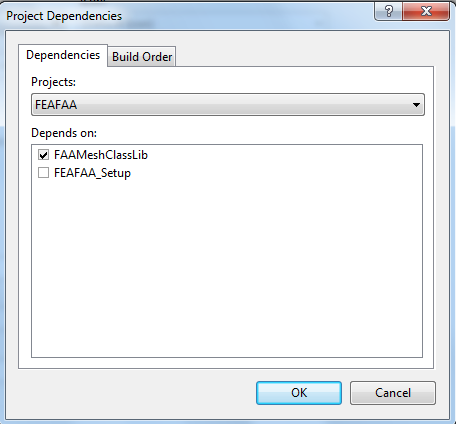 Project Dependencies
Dependencies
Build Order
Projects:
FEAFAA
Depends on:
FAAMeshClassLib
FEAFAA_Setup
OK
Cancel